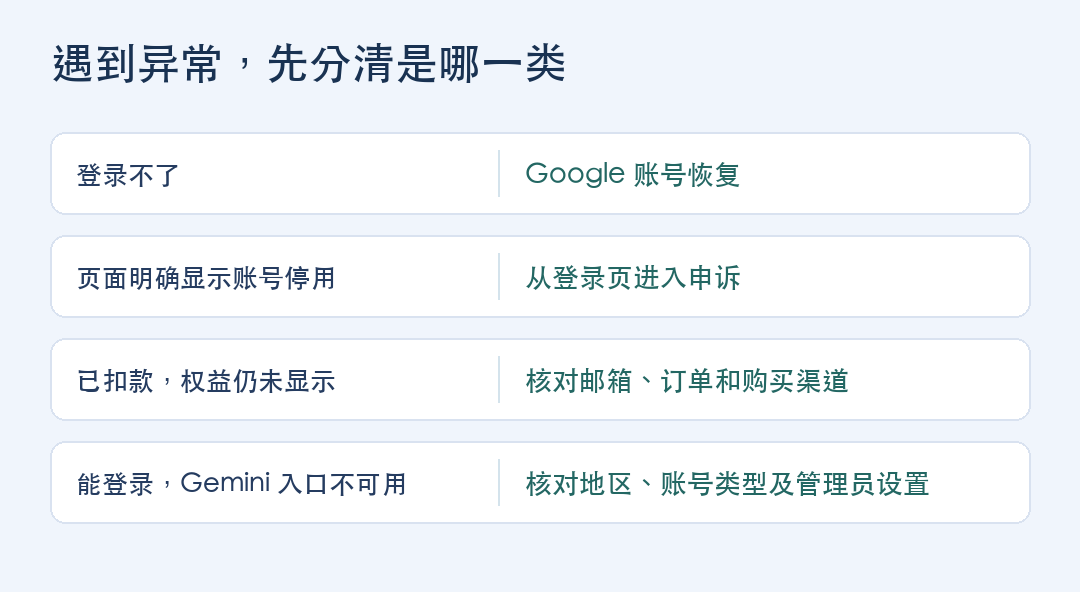 遇到异常，先分清是哪一类
登录不了
Google 账号恢复
页面明确显示账号停用
从登录页进入申诉
已扣款，权益仍未显示
核对邮箱、订单和购买渠道
能登录，Gemini 入口不可用
核对地区、账号类型及管理员设置